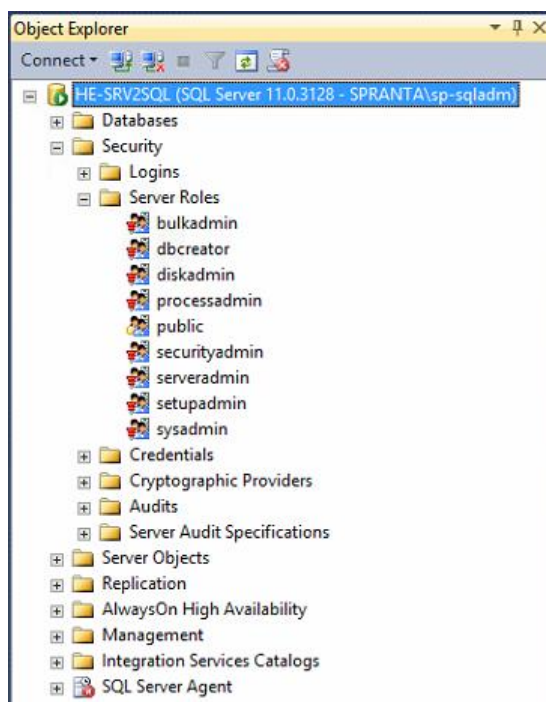 Object Explorer
Connect
HE-SRV2SQL (SQL Server 11.0.3128 - SPRANTA\sp-sqladm)
Databases
Security
Logins
Server Roles
bulkadmin
dbcreator
diskadmin
processadmin
public
securityadmin
serveradmin
setupadmin
sysadmin
Credentials
Cryptographic Providers
Audits
Server Audit Specifications
Server Objects
Replication
AlwaysOn High Availability
Management
Integration Services Catalogs
SQL Server Agent